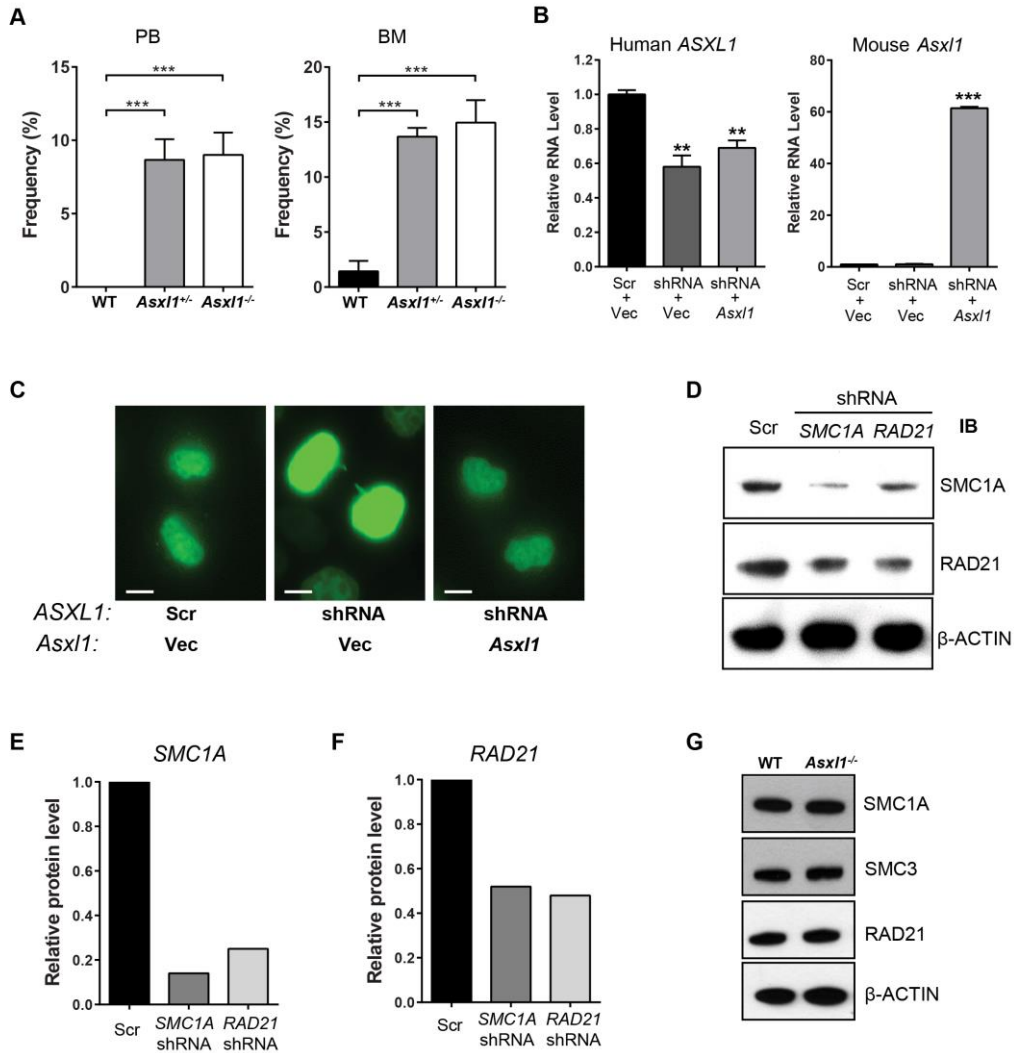 A
PB
Frequency (%)
15
10
5
0
***
***
WT
Asxl1+/-
Asxl1-/-
BM
Frequency (%)
20
15
10
5
0
***
***
WT
Asxl1+/-
Asxl1-/-
B
Human ASXL1
Relative RNA Level
1.2
1.0
0.8
0.6
0.4
0.2
0.0
**
**
Scr shRNA shRNA
+ + +
Vec Vec Asxl1
Mouse Asxl1
Relative RNA Level
80
60
40
20
0
***
Scr shRNA shRNA
+ + +
Vec Vec Asxl1
C
ASXL1: Scr shRNA shRNA
Asxl1: Vec Vec Asxl1
D
shRNA
Scr SMC1A RAD21 IB
SMC1A
RAD21
β-ACTIN
E
SMC1A
Relative protein level
1.0
0.8
0.6
0.4
0.2
0.0
Scr SMC1A RAD21
shRNA shRNA
F
RAD21
Relative protein level
1.0
0.8
0.6
0.4
0.2
0.0
Scr SMC1A RAD21
shRNA shRNA
G
WT Asxl1-/-
SMC1A
SMC3
RAD21
β-ACTIN